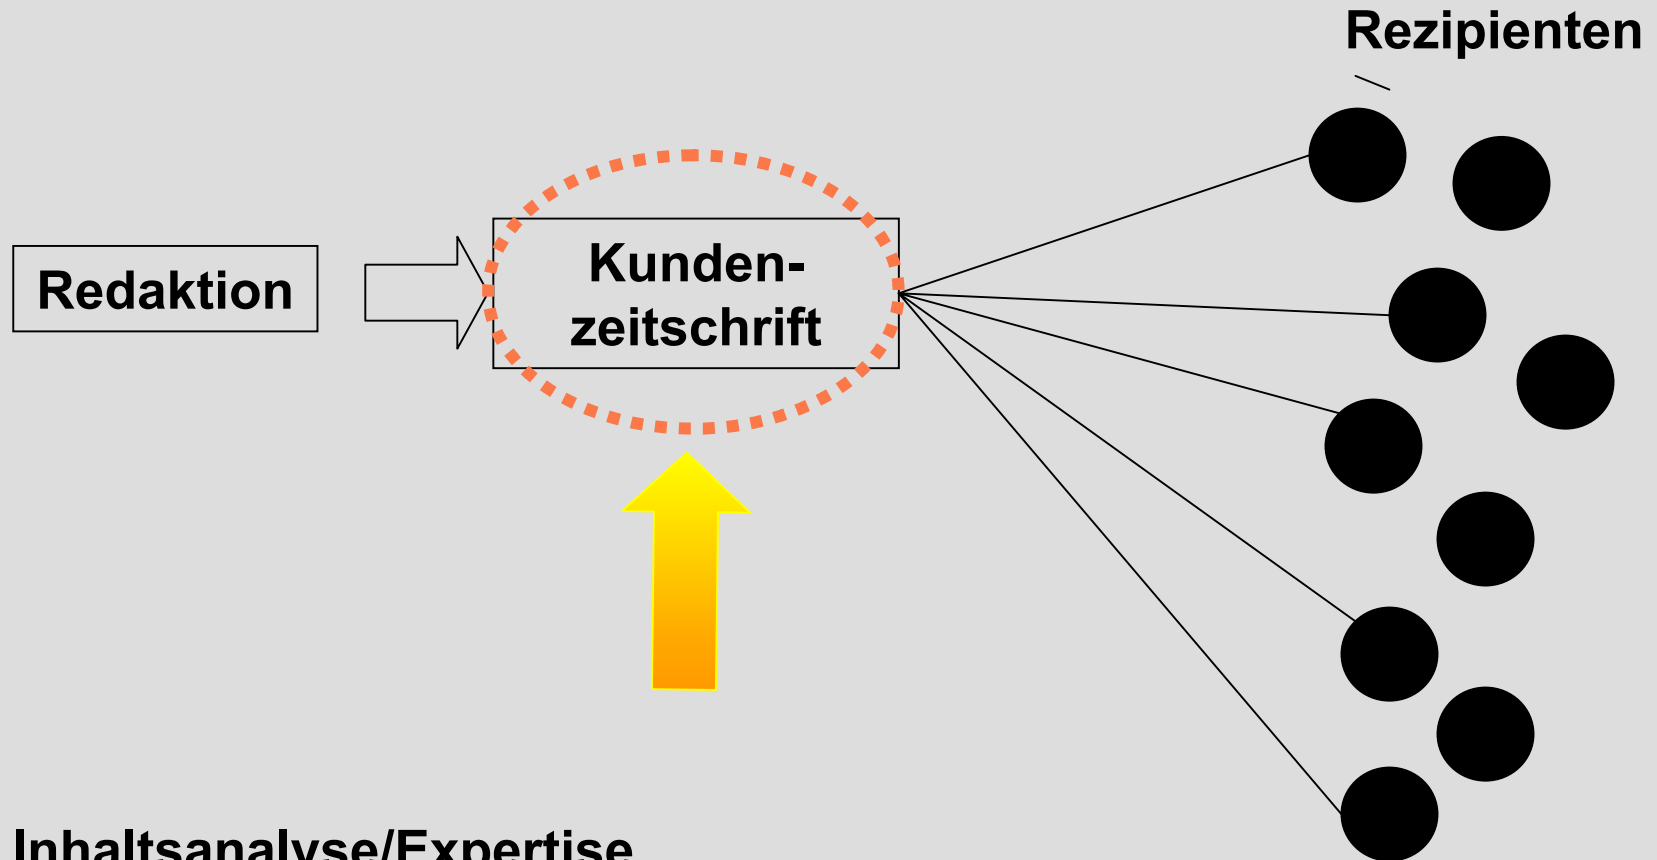 Rezipienten
Redaktion
Kunden-
zeitschrift
Inhaltsanalyse/Expertise